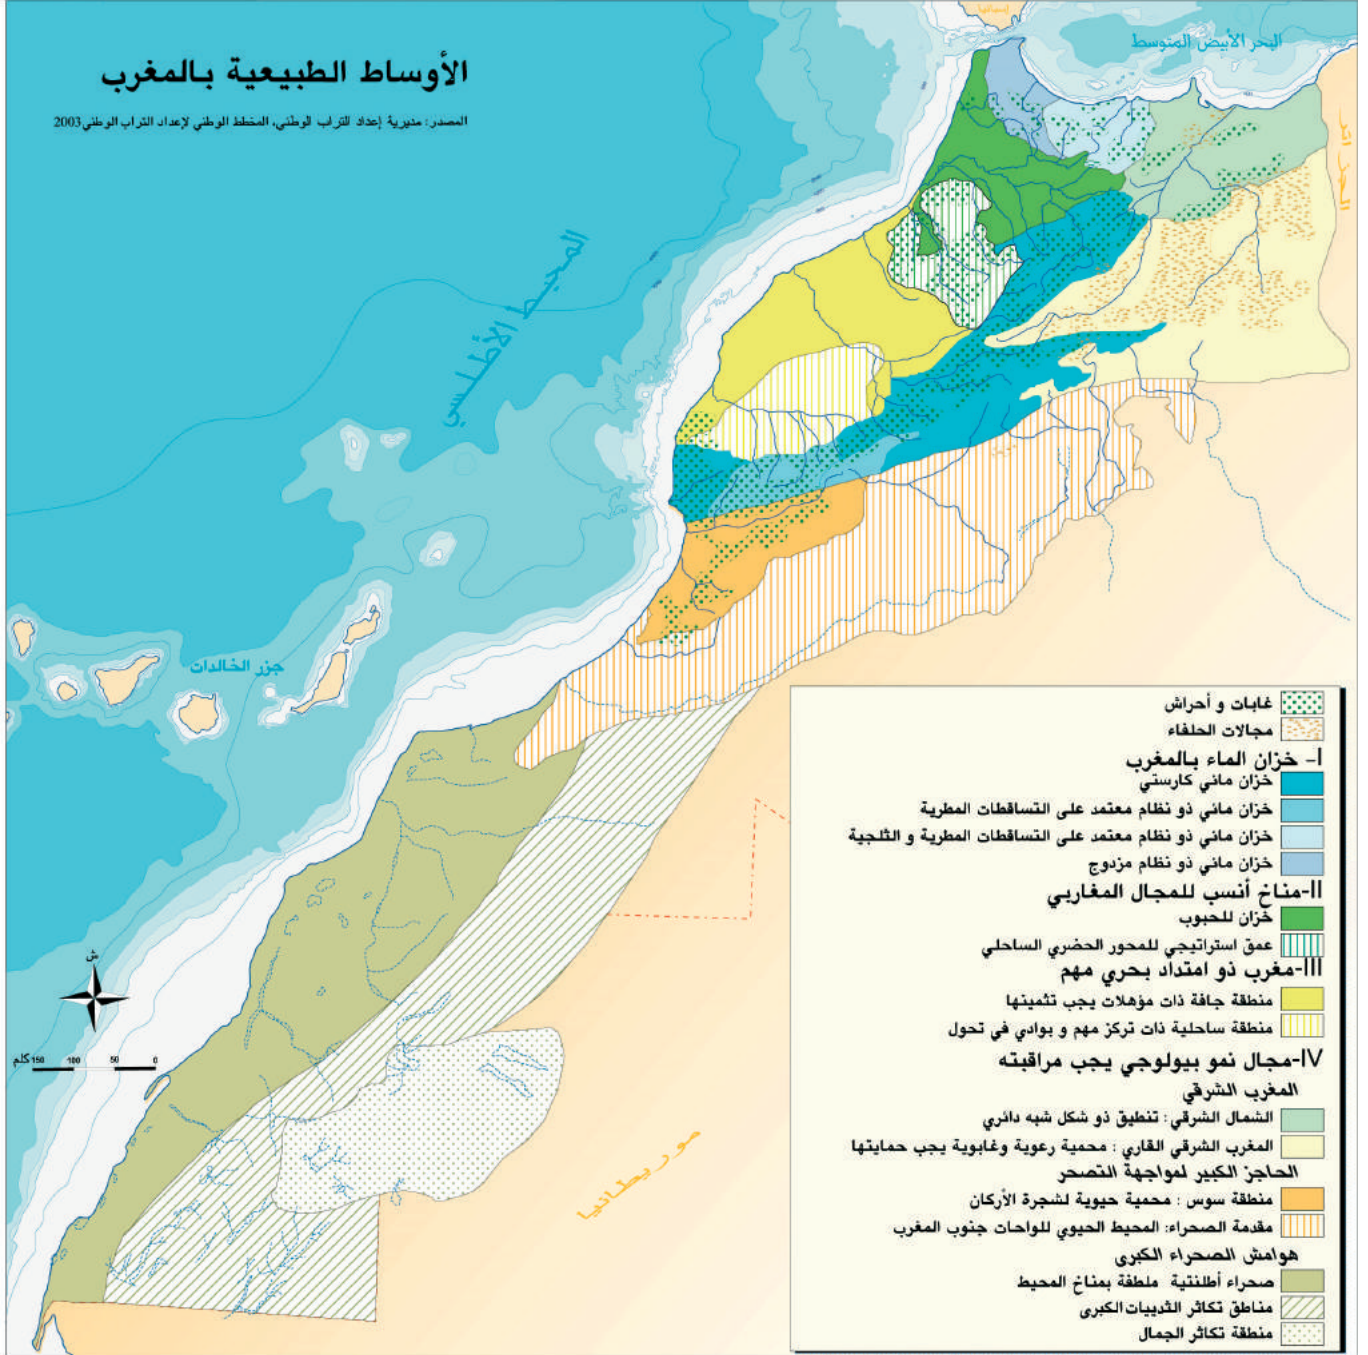 الأوساط الطبيعية بالمغرب
المصدر: مديرية إعداد التراب الوطني، المخطط الوطني لإعداد التراب الوطني 2003
إسبانيا
البحر الأبيض المتوسط
المحيط الأطلسي
جزر الخالدات
موريطانيا
ش
كلم 150 100 50 0
غابات و أحراش
مجالات الحلفاء
I- خزان الماء بالمغرب
خزان مائي كارستي
خزان مائي ذو نظام معتمد على التساقطات المطرية
خزان مائي ذو نظام معتمد على التساقطات المطرية و الثلجية
خزان مائي ذو نظام مزدوج
II-مناخ أنسب للمجال المغاربي
خزان للحبوب
عمق استراتيجي للمحور الحضري الساحلي
III-مغرب ذو امتداد بحري مهم
منطقة جافة ذات مؤهلات يجب تثمينها
منطقة ساحلية ذات تركز مهم و بوادي في تحول
IV-مجال نمو بيولوجي يجب مراقبته
المغرب الشرقي
الشمال الشرقي: تنطيق ذو شكل شبه دائري
المغرب الشرقي القاري : محمية رعوية وغابوية يجب حمايتها
الحاجز الكبير لمواجهة التصحر
منطقة سوس : محمية حيوية لشجرة الأركان
مقدمة الصحراء: المحيط الحيوي للواحات جنوب المغرب
هوامش الصحراء الكبرى
صحراء أطلنتية ملطفة بمناخ المحيط
مناطق تكاثر الثدييات الكبرى
منطقة تكاثر الجمال